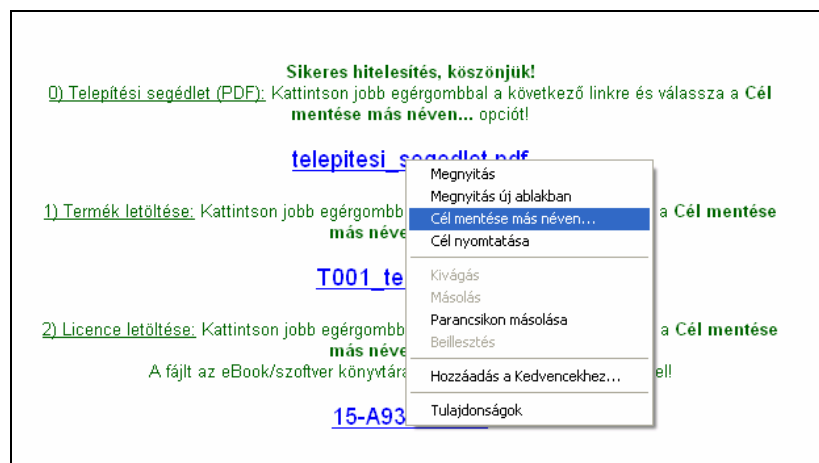 Sikeres hitelesítés, köszönjük!
0) Telepítési segédlet (PDF): Kattintson jobb egérgombbal a következő linkre és válassza a Cél
mentése más néven... opciót!
telepitesi_segedlet.pdf
1) Termék letöltése: Kattintson jobb egérgombb
a Cél mentése
más néve
T001_te
2) Licence letöltése: Kattintson jobb egérgombb
a Cél mentése
más néve
A fájlt az eBook/szoftver könyvtára
el!
15-A93
Megnyitás
Megnyitás új ablakban
Cél mentése más néven...
Cél nyomtatása
Kivágás
Másolás
Parancsikon másolása
Beillesztés
Hozzáadás a Kedvencekhez...
Tulajdonságok